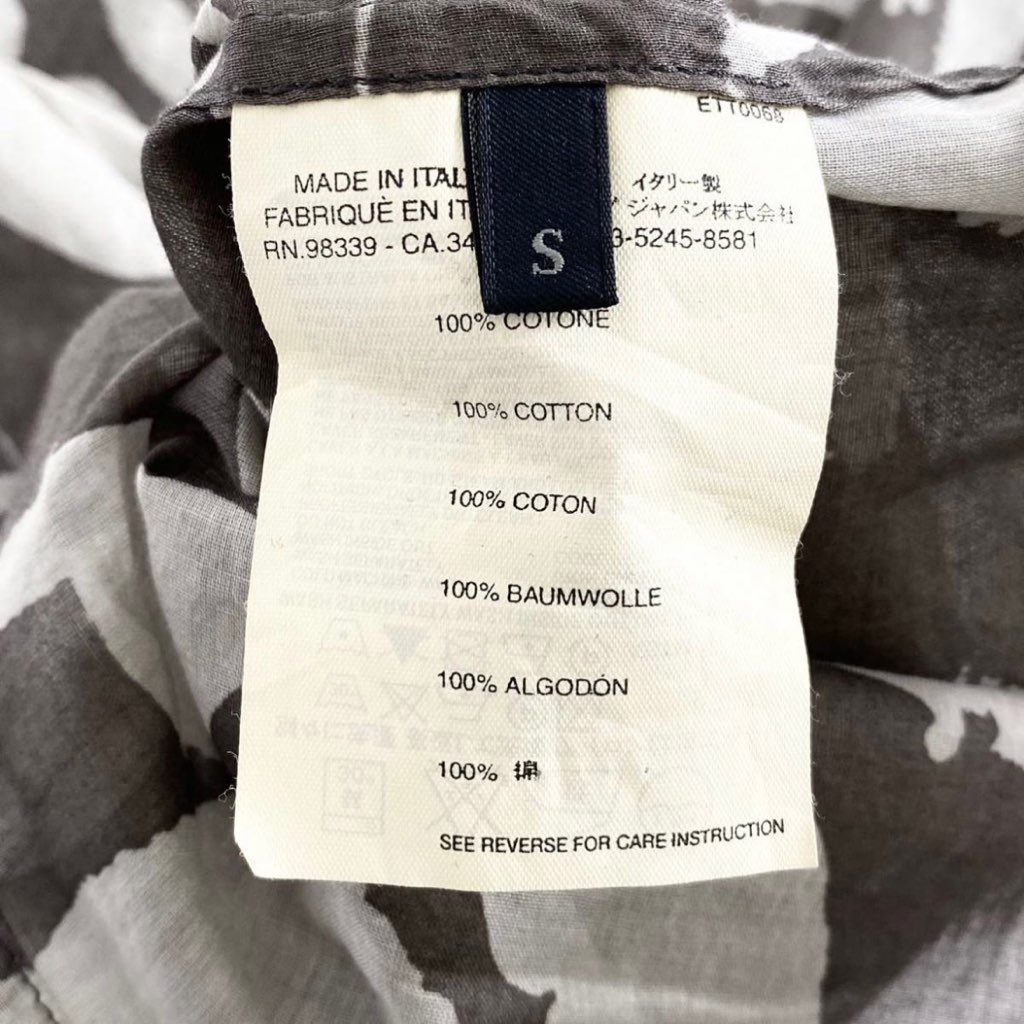 ET10068
MADE IN ITAL
イタリー製
FABRIQUÈ EN IT
ジャパン株式会社
RN.98339 - CA.34
3-5245-8581
S
100% COTONE
100% COTTON
100% COTON
100% BAUMWOLLE
100% ALGODÓN
100% 綿
SEE REVERSE FOR CARE INSTRUCTION